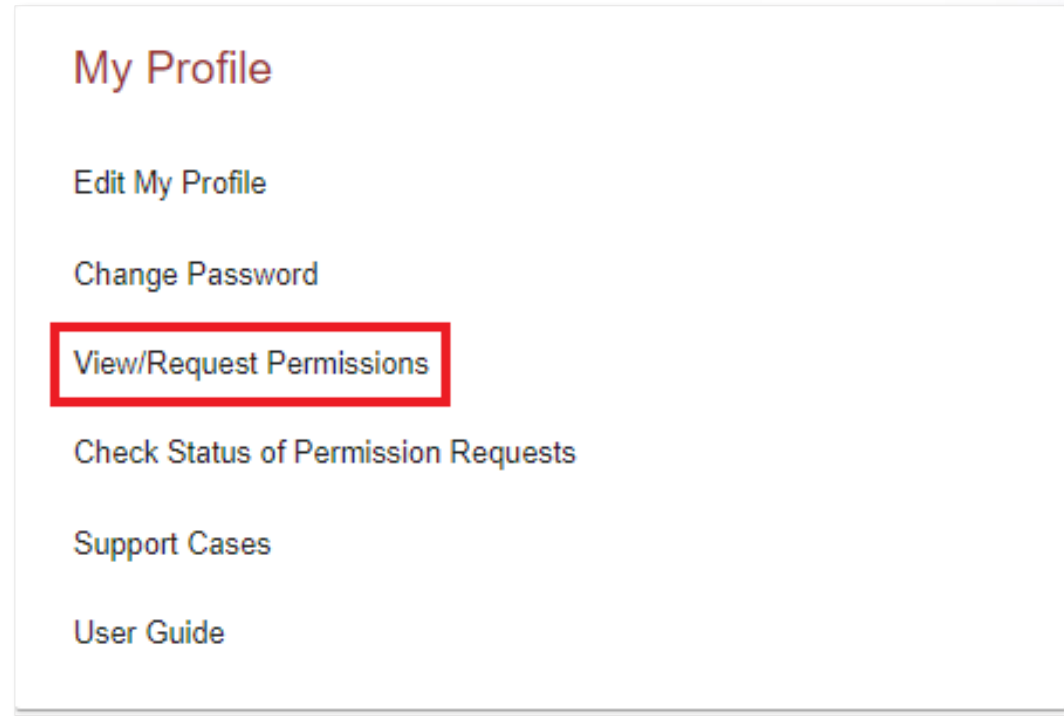 My Profile
Edit My Profile
Change Password
View/Request Permissions
Check Status of Permission Requests
Support Cases
User Guide